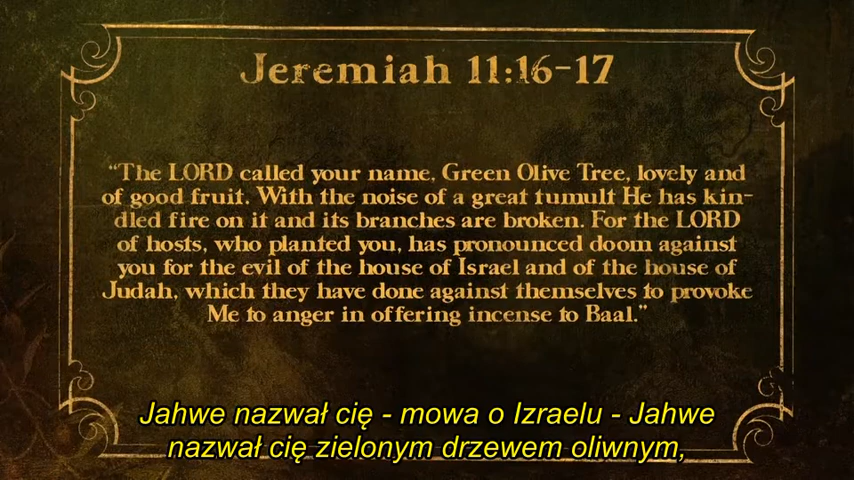 Jeremiah 11:16-17
"The LORD called your name, Green Olive Tree, lovely and
of good fruit. With the noise of a great tumult He has kin-
dled fire on it and its branches are broken. For the LORD
of hosts, who planted you, has pronounced doom against
you for the evil of the house of Israel and of the house of
Judah, which they have done against themselves to provoke
Me to anger in offering incense to Baal."
Jahwe nazwał cię - mowa o Izraelu - Jahwe
nazwał cię zielonym drzewem oliwnym,